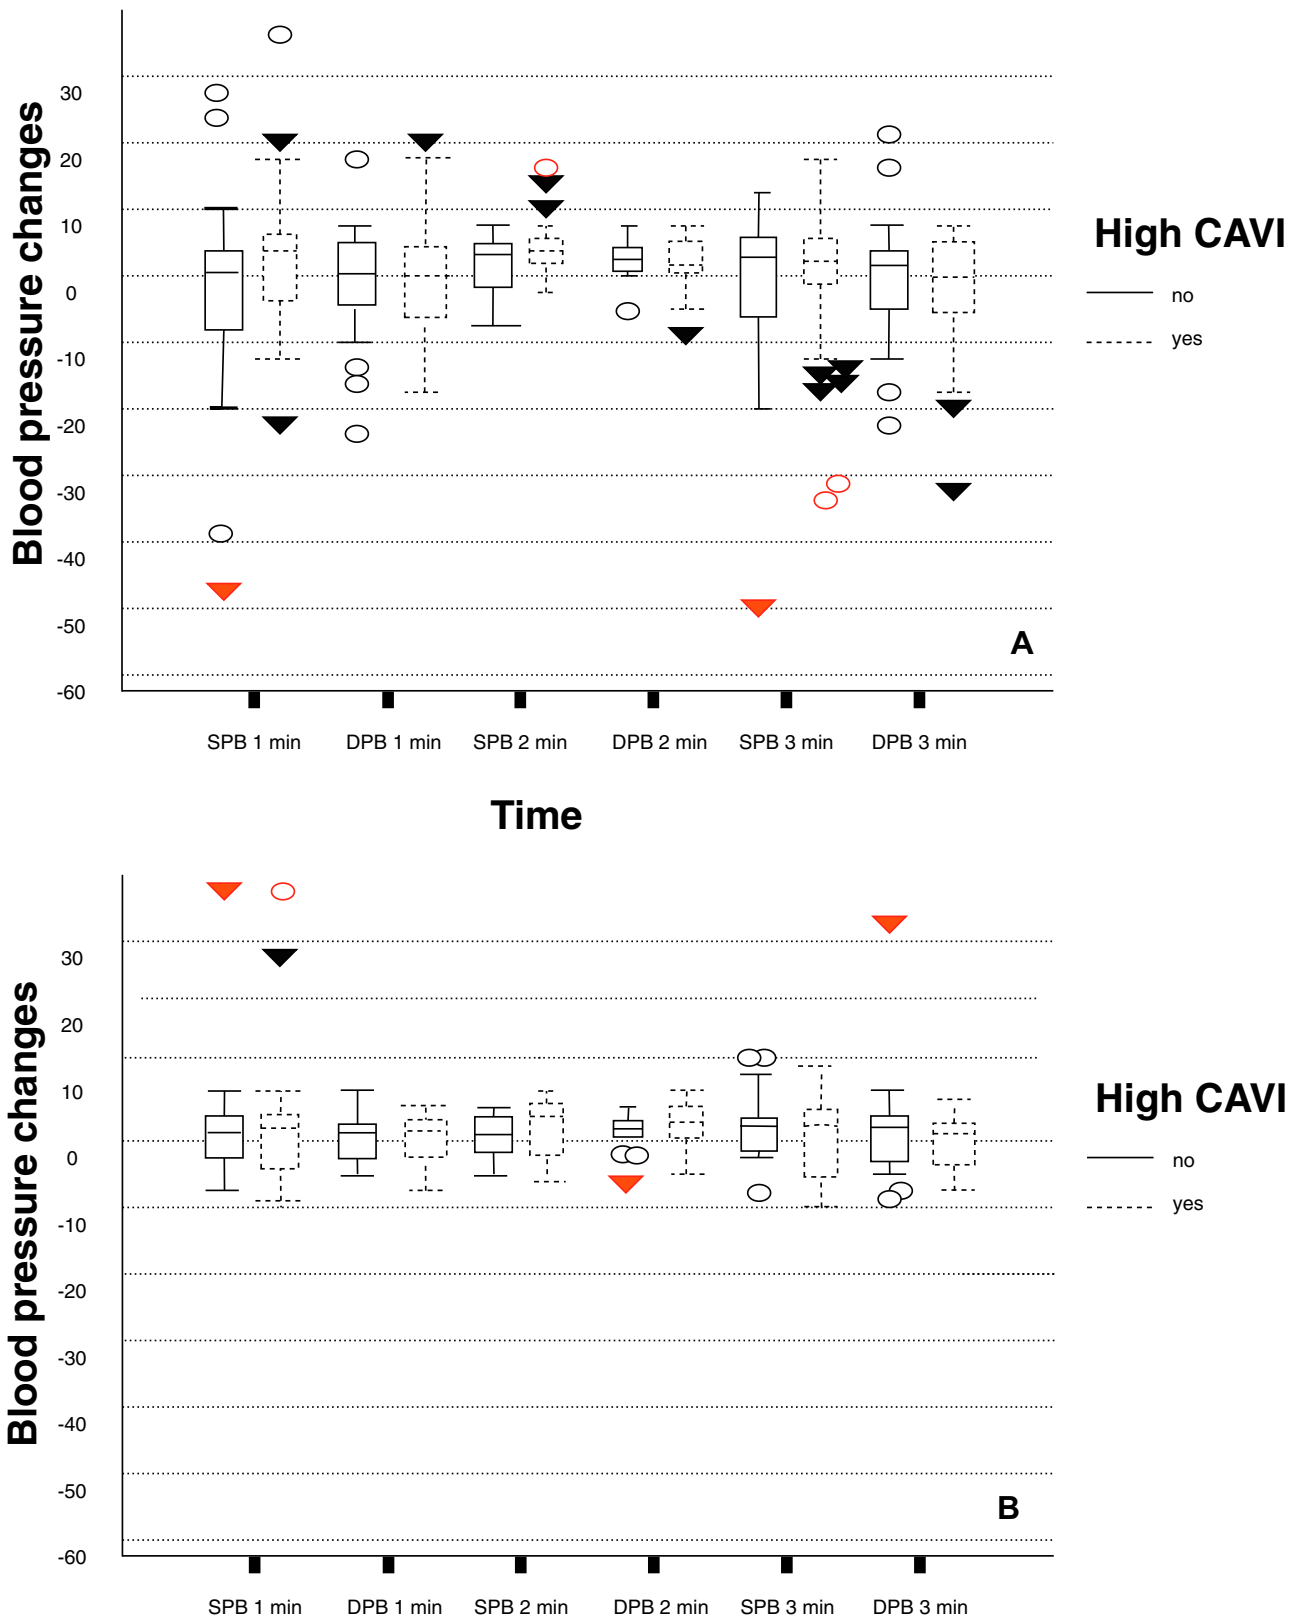 Blood pressure changes
30
20
10
0
-10
-20
-30
-40
-50
-60
High CAVI
no
yes
A
SPB 1 min DPB 1 min SPB 2 min DPB 2 min SPB 3 min DPB 3 min
Time
Blood pressure changes
30
20
10
0
-10
-20
-30
-40
-50
-60
High CAVI
no
yes
B
SPB 1 min DPB 1 min SPB 2 min DPB 2 min SPB 3 min DPB 3 min